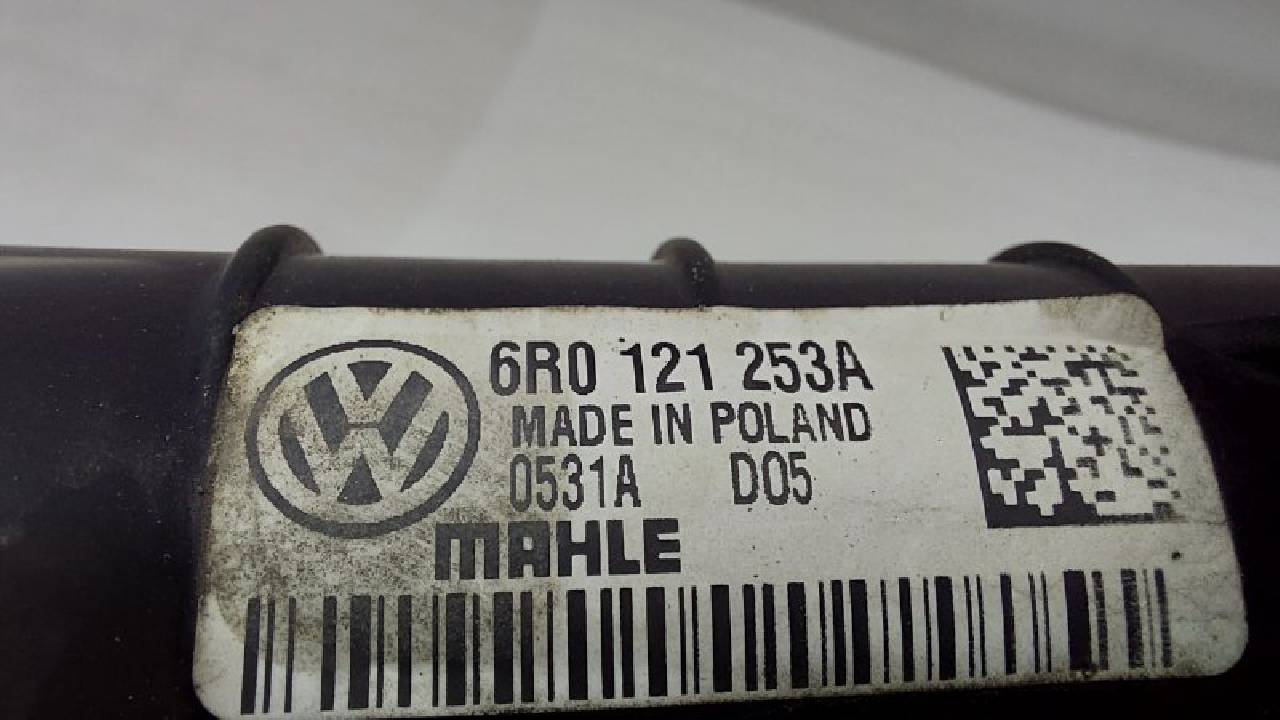 6R0 121 253A
MADE IN POLAND
0531A D05
MAHLE